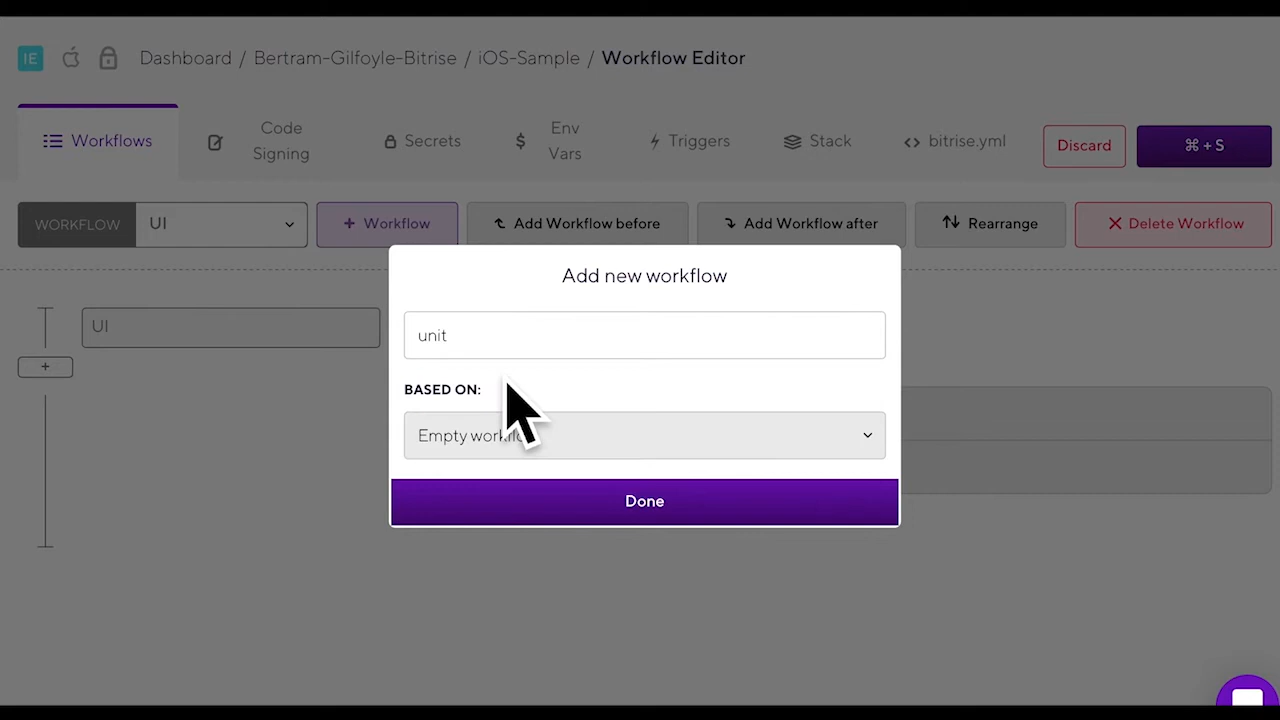 IE Dashboard / Bertram-Gilfoyle-Bitrise / iOS-Sample / Workflow Editor
Workflows
Code Signing
Secrets
$ Env Vars
Triggers
Stack
<> bitrise.yml
Discard
⌘ + S
WORKFLOW
UI
+ Workflow
Add Workflow before
Add Workflow after
Rearrange
Delete Workflow
Add new workflow
UI
unit
+
BASED ON:
Empty workflow
Done